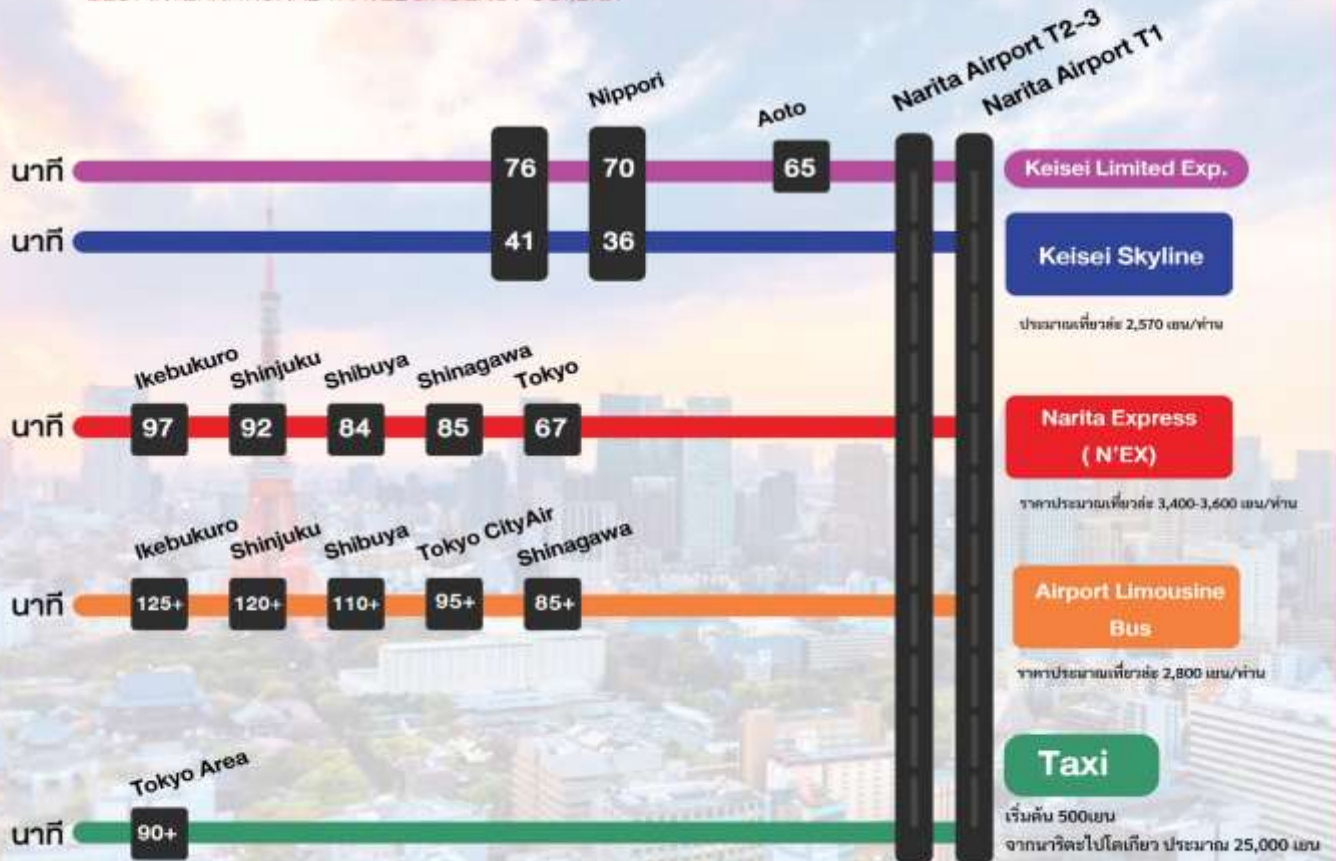 Nippori
Aoto
Narita Airport T2-3
Narita Airport T1
นาที 76 70 65 Keisei Limited Exp.
นาที 41 36 Keisei Skyline
ประมาณเที่ยวล่ะ 2,570 เยน/ท่าน
Ikebukuro Shinjuku Shibuya Shinagawa Tokyo
นาที 97 92 84 85 67 Narita Express
( N'EX)
ราคาประมาณเที่ยวล่ะ 3,400-3,600 เยน/ท่าน
Ikebukuro Shinjuku Shibuya Tokyo CityAir Shinagawa
นาที 125+ 120+ 110+ 95+ 85+ Airport Limousine
Bus
ราคาประมาณเที่ยวล่ะ 2,800 เยน/ท่าน
Tokyo Area
Taxi
เริ่มต้น 500เยน
นาที 90+
จากนาริตะไปโตเกียว ประมาณ 25,000 เยน